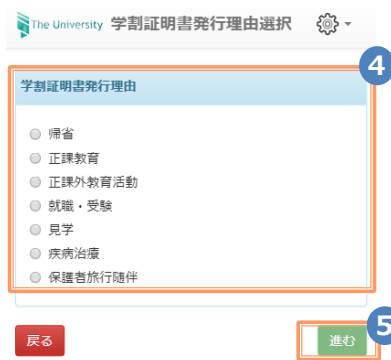 The University 学割証明書発行理由選択
4
学割証明書発行理由
帰省
正課教育
正課外教育活動
就職・受験
見学
疾病治療
保護者旅行随伴
5
戻る 進む